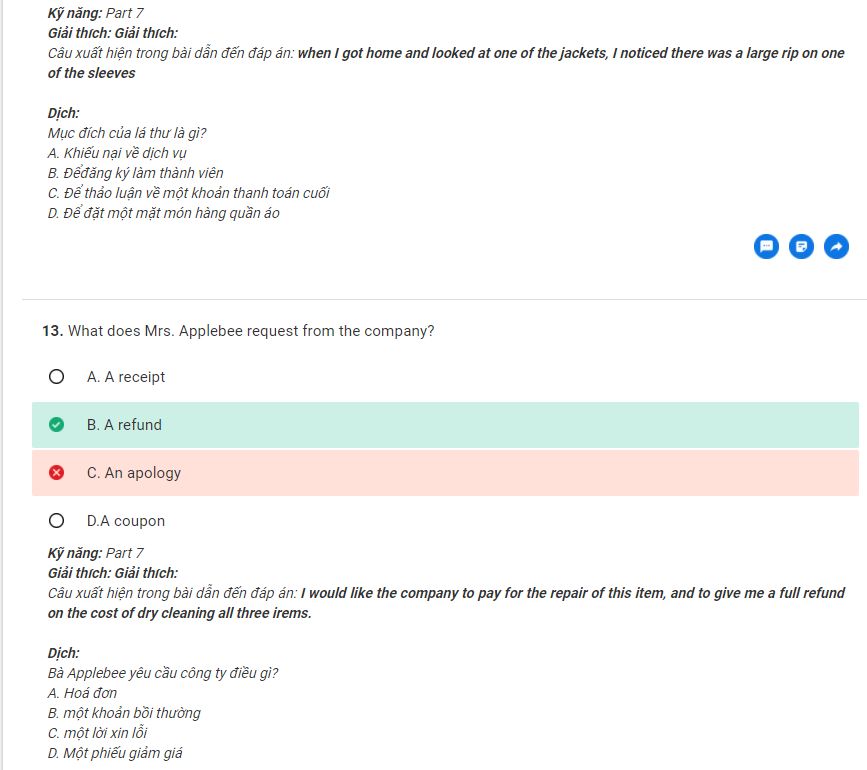 Kỹ năng: Part 7
Giải thích: Giải thích:
Câu xuất hiện trong bài dẫn đến đáp án: when I got home and looked at one of the jackets, I noticed there was a large rip on one
of the sleeves
Dịch:
Mục đích của lá thư là gì?
A. Khiếu nại về dịch vụ
B. Đểđăng ký làm thành viên
C. Để thảo luận về một khoản thanh toán cuối
D. Để đặt một mặt món hàng quần áo
13. What does Mrs. Applebee request from the company?
A. A receipt
B. A refund
C. An apology
D.A coupon
Kỹ năng: Part 7
Giải thích: Giải thích:
Câu xuất hiện trong bài dẫn đến đáp án: I would like the company to pay for the repair of this item, and to give me a full refund
on the cost of dry cleaning all three irems.
Dịch:
Bà Applebee yêu cầu công ty điều gì?
A. Hoá đơn
B. một khoản bồi thường
C. một lời xin lỗi
D. Một phiếu giảm giá